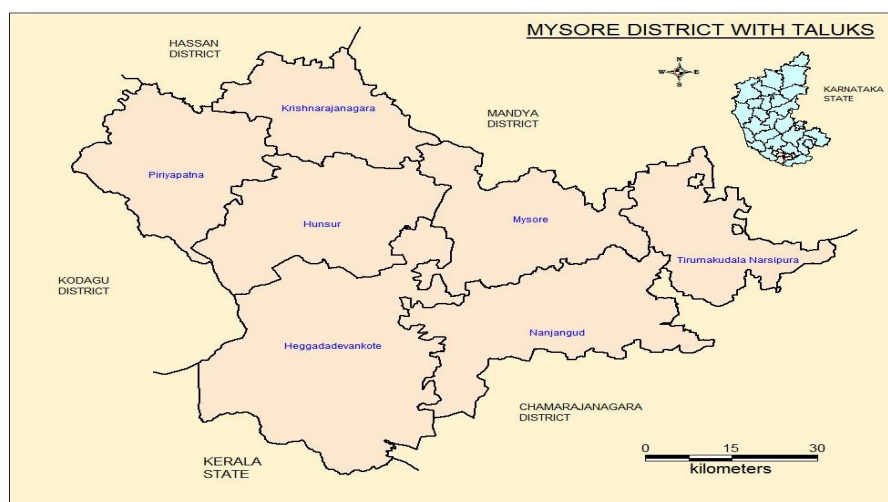 MYSORE DISTRICT WITH TALUKS
HASSAN
DISTRICT
N
W E
S
KARNATAKA
STATE
Krishnarajanagara
MANDYA
DISTRICT
Piriyapatna
Hunsur
Mysore
Tirumakudala Narsipura
KODAGU
DISTRICT
Heggadadevankote
Nanjangud
CHAMARAJANAGARA
DISTRICT
KERALA
STATE
0 15 30
kilometers